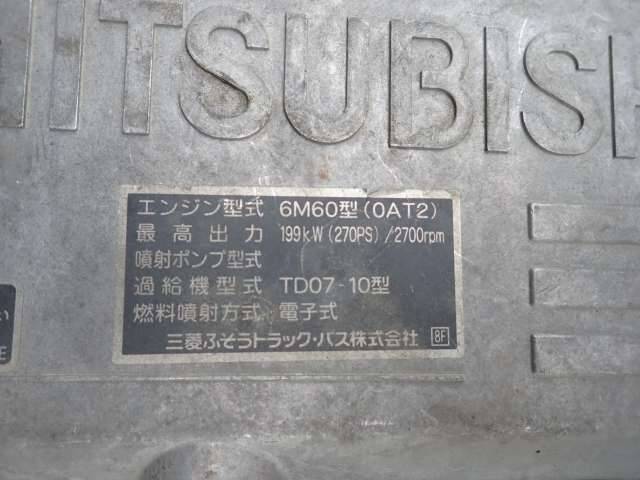 MITSUBISHI
エンジン型式 6M60型(0AT2)
最高出力 199kW(270PS)/2700rpm
噴射ポンプ型式
過給機型式 TD07-10型
燃料噴射方式 電子式
三菱ふそうトラック・バス株式会社 8F
い